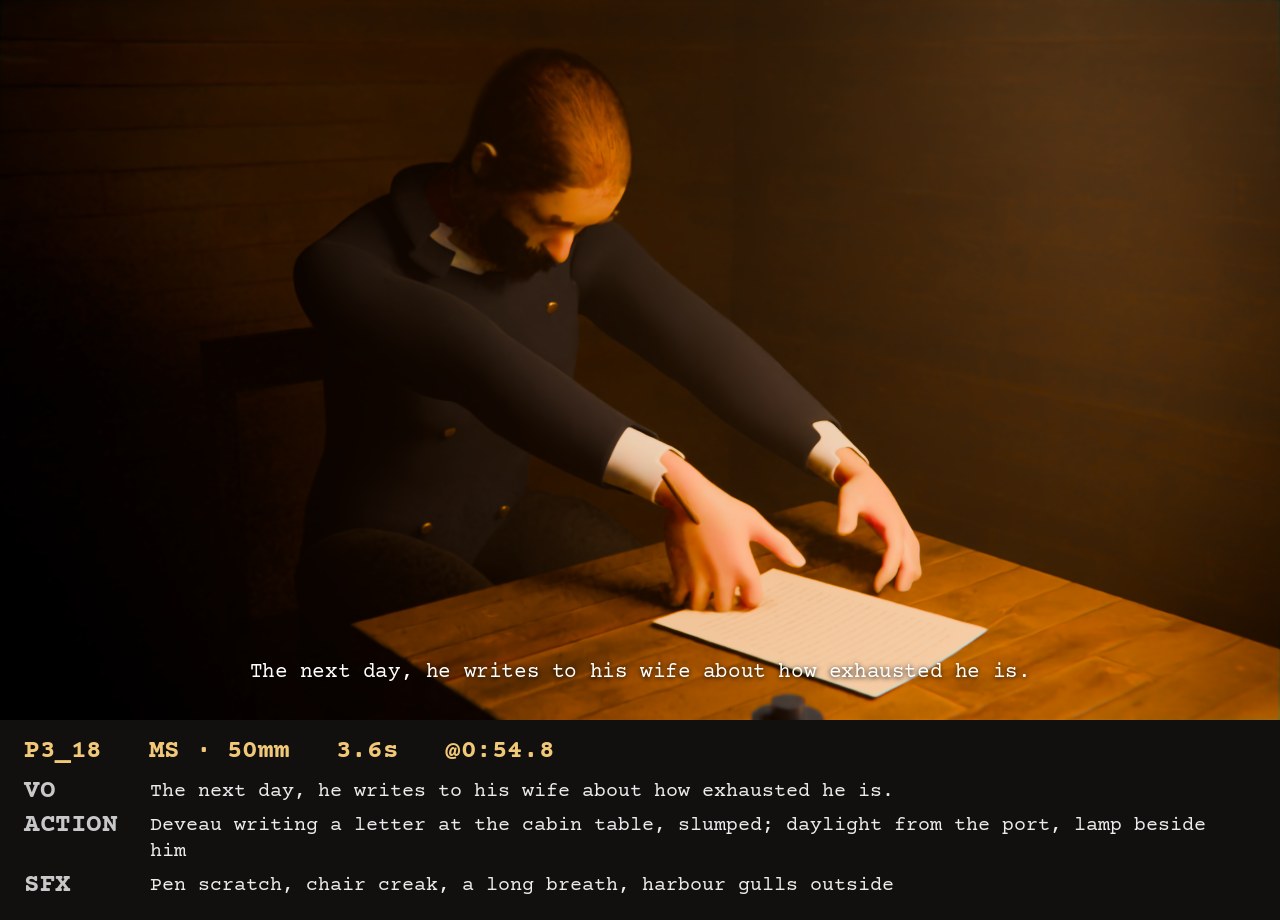 The next day, he writes to his wife about how exhausted he is.
P3_18 MS · 50mm 3.6s @0:54.8
VO The next day, he writes to his wife about how exhausted he is.
ACTION Deveau writing a letter at the cabin table, slumped; daylight from the port, lamp beside
him
SFX Pen scratch, chair creak, a long breath, harbour gulls outside